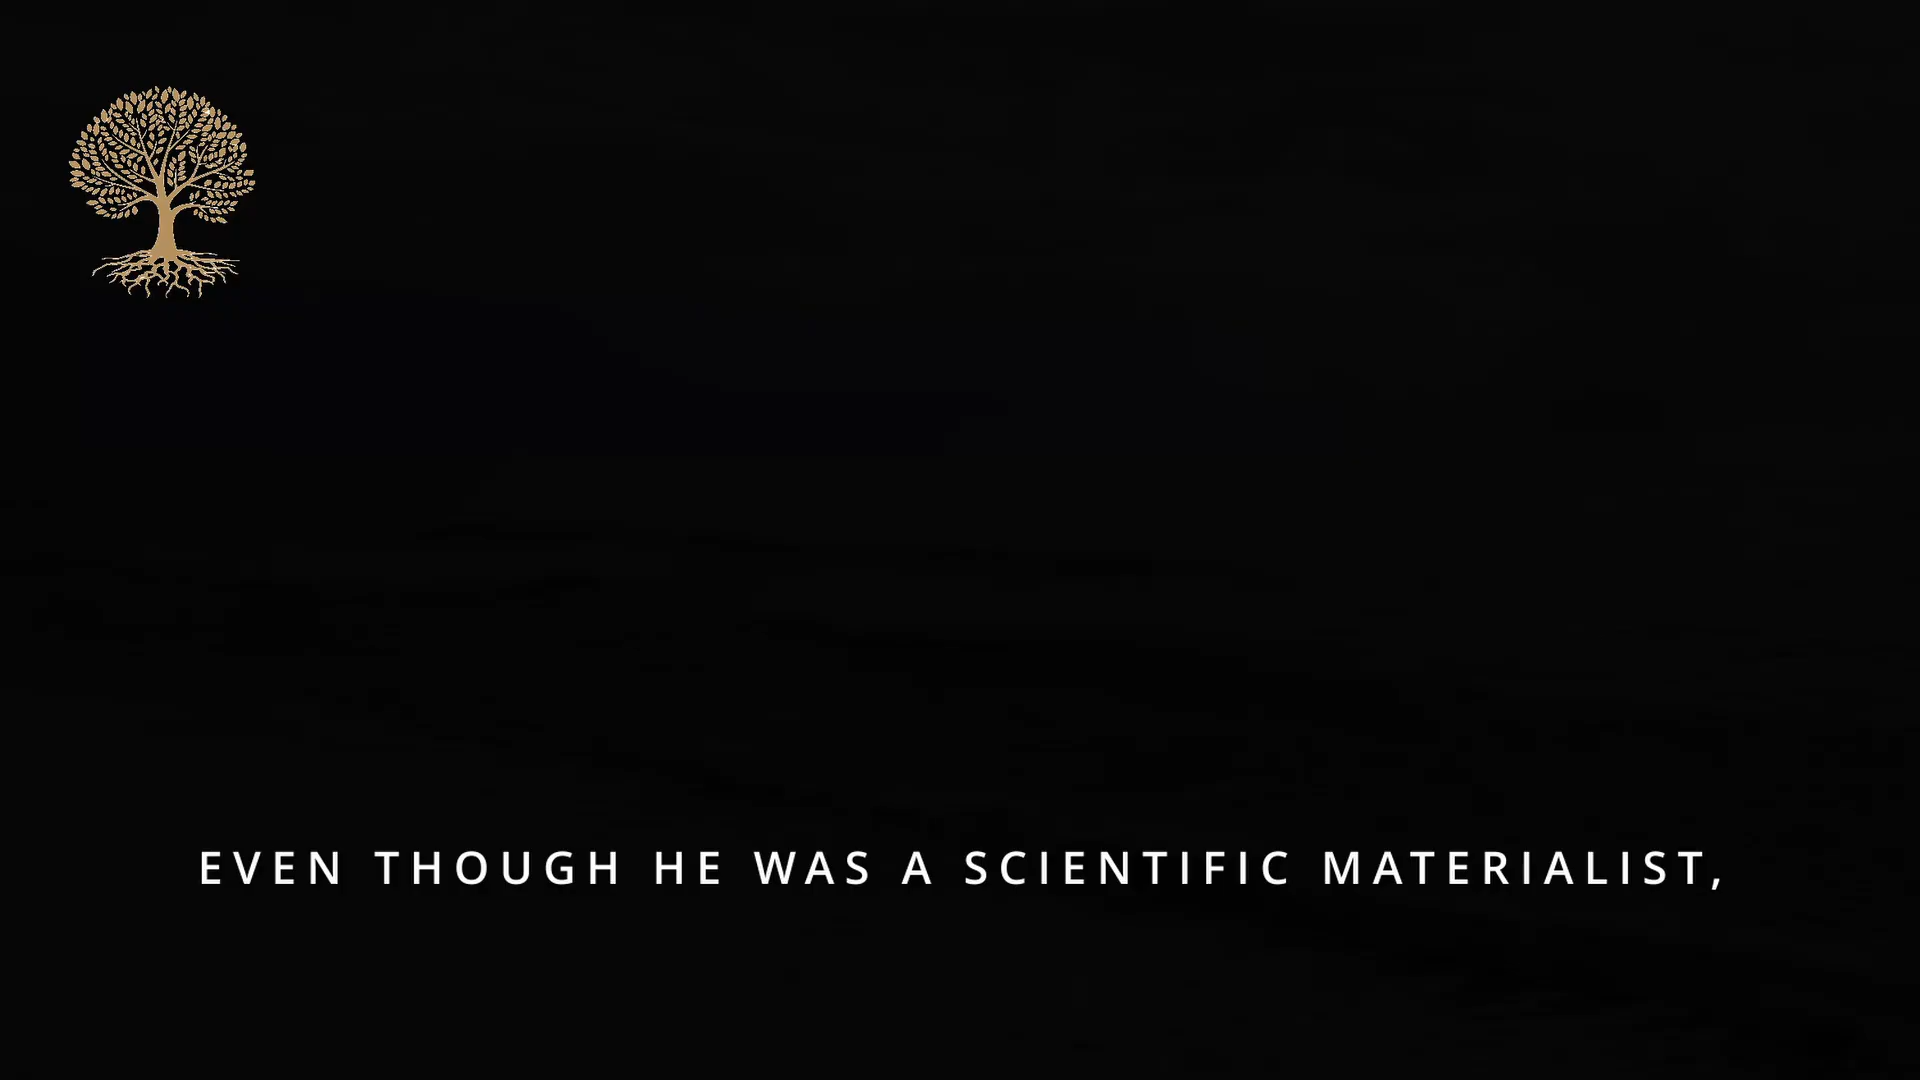 EVEN THOUGH HE WAS A SCIENTIFIC MATERIALIST,